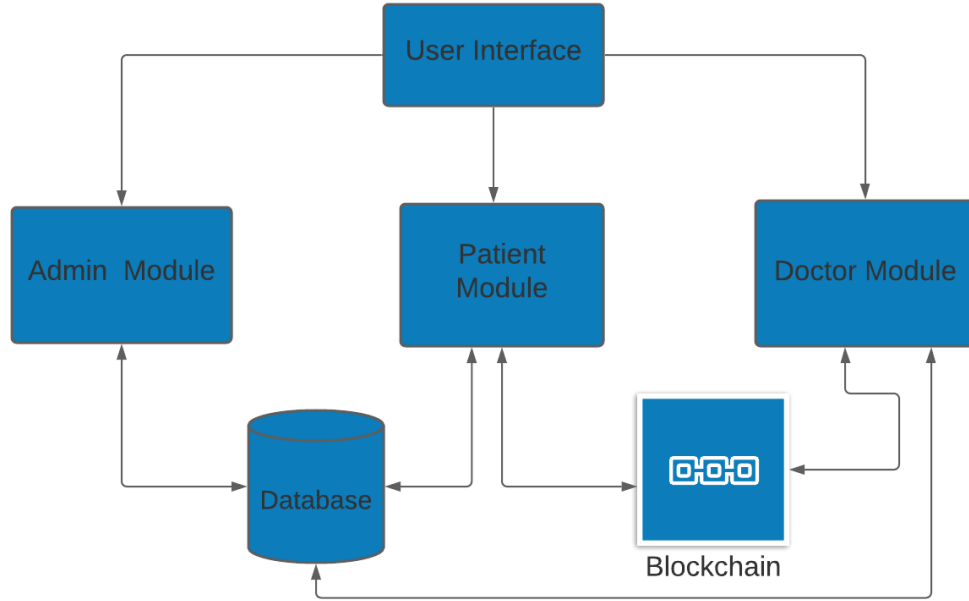 User Interface
Admin  Module
Patient
Module
Doctor Module
Database
Blockchain